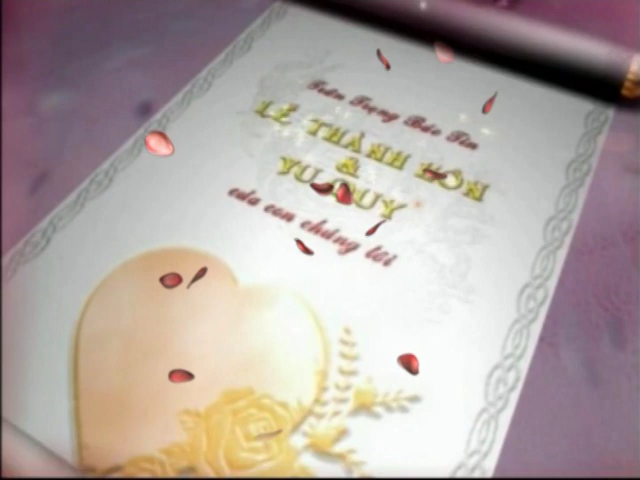 Trân Trọng Báo Tin
LỄ THÀNH HÔN
&
VU QUY
của con chúng tôi